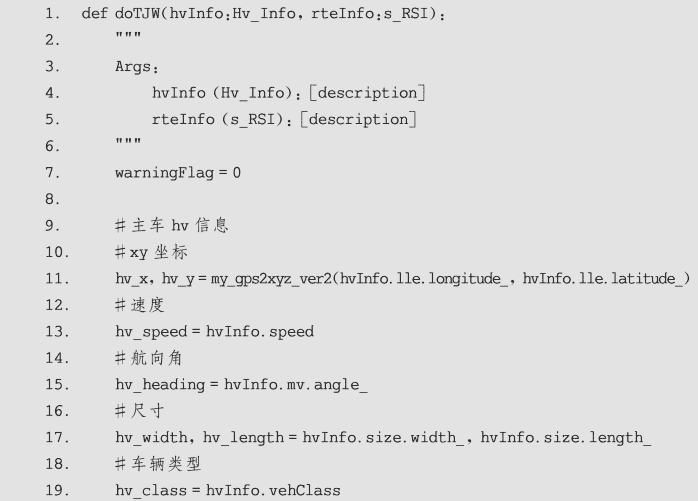 1. def doTJW(hvInfo:Hv_Info, rteInfo:s_RSI):
2. """
3. Args:
4. hvInfo (Hv_Info): [description]
5. rteInfo (s_RSI): [description]
6. """
7. warningFlag = 0
8.
9. #主车 hv 信息
10. #xy 坐标
11. hv_x, hv_y = my_gps2xyz_ver2(hvInfo.lle.longitude_, hvInfo.lle.latitude_)
12. #速度
13. hv_speed = hvInfo.speed
14. #航向角
15. hv_heading = hvInfo.mv.angle_
16. #尺寸
17. hv_width, hv_length = hvInfo.size.width_, hvInfo.size.length_
18. #车辆类型
19. hv_class = hvInfo.vehClass